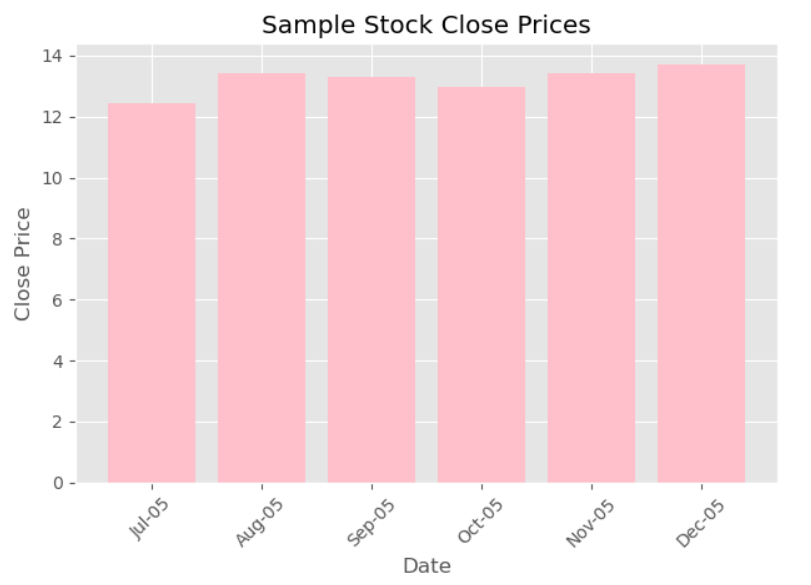 Sample Stock Close Prices
14
12
10
8
6
4
2
0
Close Price
Jul-05
Aug-05
Sep-05
Oct-05
Nov-05
Dec-05
Date